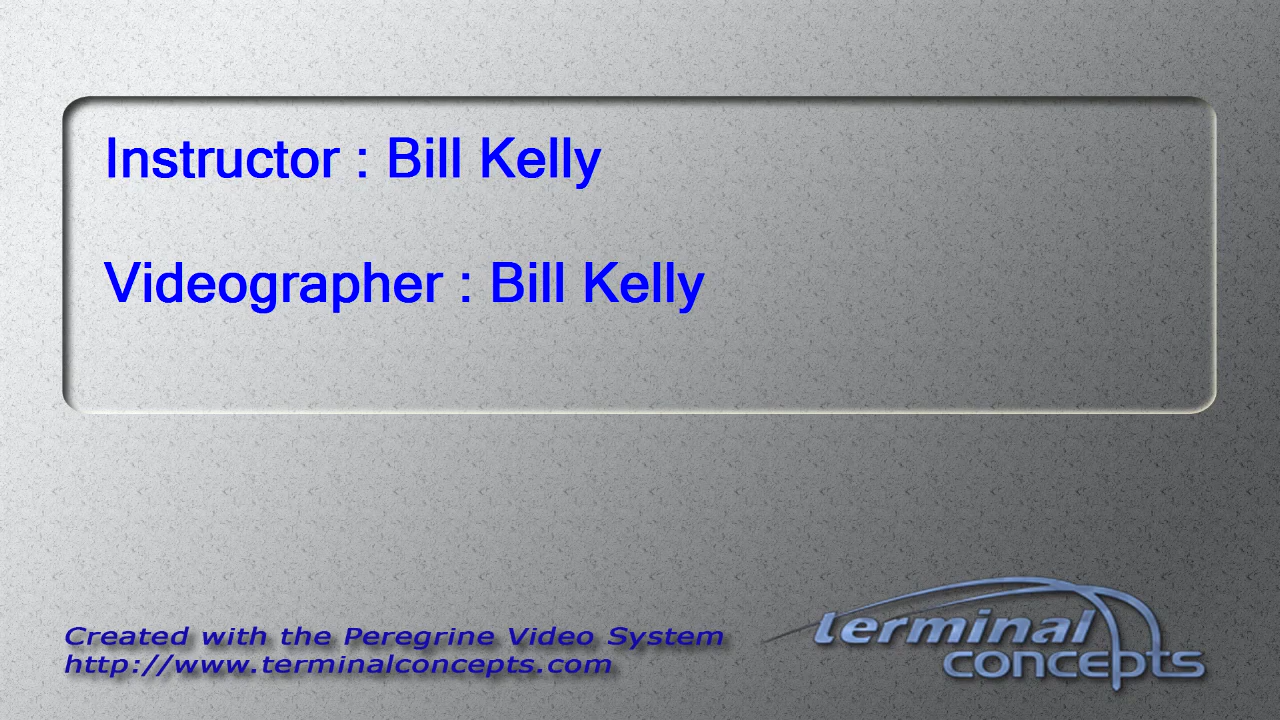 Instructor : Bill Kelly
Videographer : Bill Kelly
Created with the Peregrine Video System
http://www.terminalconcepts.com
terminal
concepts